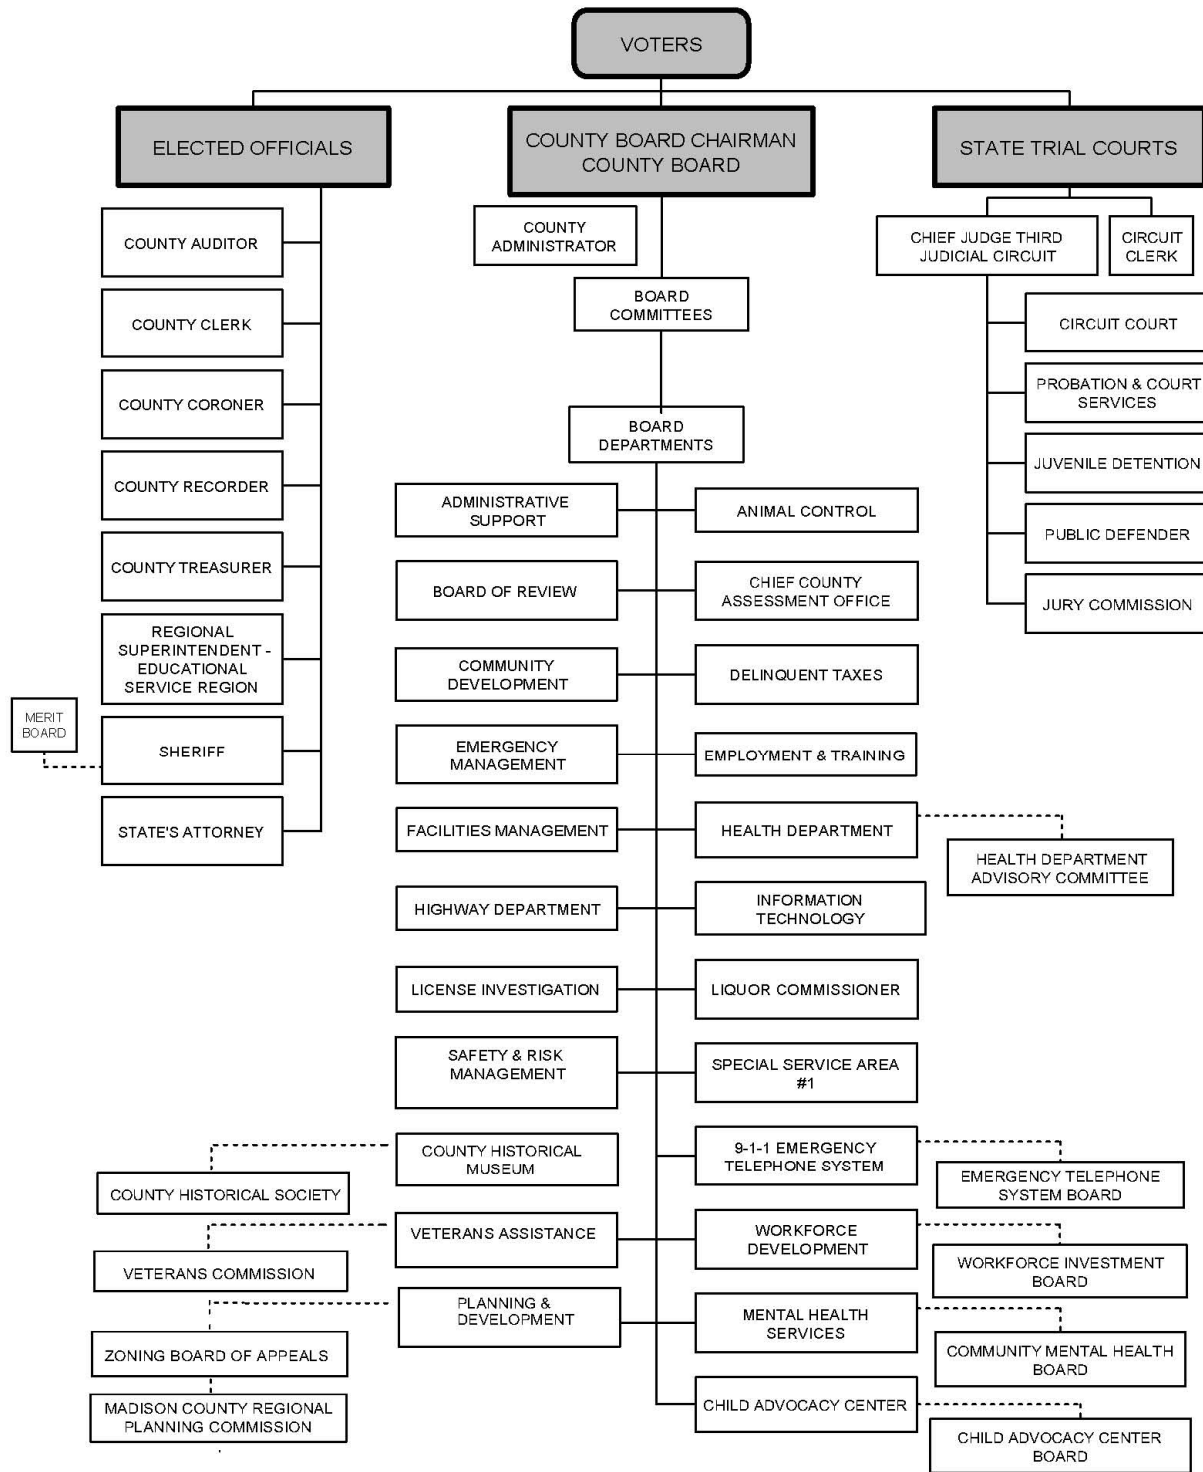 VOTERS
ELECTED OFFICIALS
COUNTY BOARD CHAIRMAN
COUNTY BOARD
STATE TRIAL COURTS
COUNTY AUDITOR
COUNTY CLERK
COUNTY CORONER
COUNTY RECORDER
COUNTY TREASURER
REGIONAL
SUPERINTENDENT -
EDUCATIONAL
SERVICE REGION
MERIT
BOARD
SHERIFF
STATE'S ATTORNEY
COUNTY
ADMINISTRATOR
BOARD
COMMITTEES
BOARD
DEPARTMENTS
ADMINISTRATIVE
SUPPORT
ANIMAL CONTROL
BOARD OF REVIEW
CHIEF COUNTY
ASSESSMENT OFFICE
COMMUNITY
DEVELOPMENT
DELINQUENT TAXES
EMERGENCY
MANAGEMENT
EMPLOYMENT & TRAINING
FACILITIES MANAGEMENT
HEALTH DEPARTMENT
HEALTH DEPARTMENT
ADVISORY COMMITTEE
HIGHWAY DEPARTMENT
INFORMATION
TECHNOLOGY
LICENSE INVESTIGATION
LIQUOR COMMISSIONER
SAFETY & RISK
MANAGEMENT
SPECIAL SERVICE AREA
#1
COUNTY HISTORICAL
MUSEUM
COUNTY HISTORICAL SOCIETY
9-1-1 EMERGENCY
TELEPHONE SYSTEM
EMERGENCY TELEPHONE
SYSTEM BOARD
VETERANS ASSISTANCE
VETERANS COMMISSION
WORKFORCE
DEVELOPMENT
WORKFORCE INVESTMENT
BOARD
PLANNING &
DEVELOPMENT
ZONING BOARD OF APPEALS
MADISON COUNTY REGIONAL
PLANNING COMMISSION
MENTAL HEALTH
SERVICES
COMMUNITY MENTAL HEALTH
BOARD
CHILD ADVOCACY CENTER
CHILD ADVOCACY CENTER
BOARD
CHIEF JUDGE THIRD
JUDICIAL CIRCUIT
CIRCUIT
CLERK
CIRCUIT COURT
PROBATION & COURT
SERVICES
JUVENILE DETENTION
PUBLIC DEFENDER
JURY COMMISSION